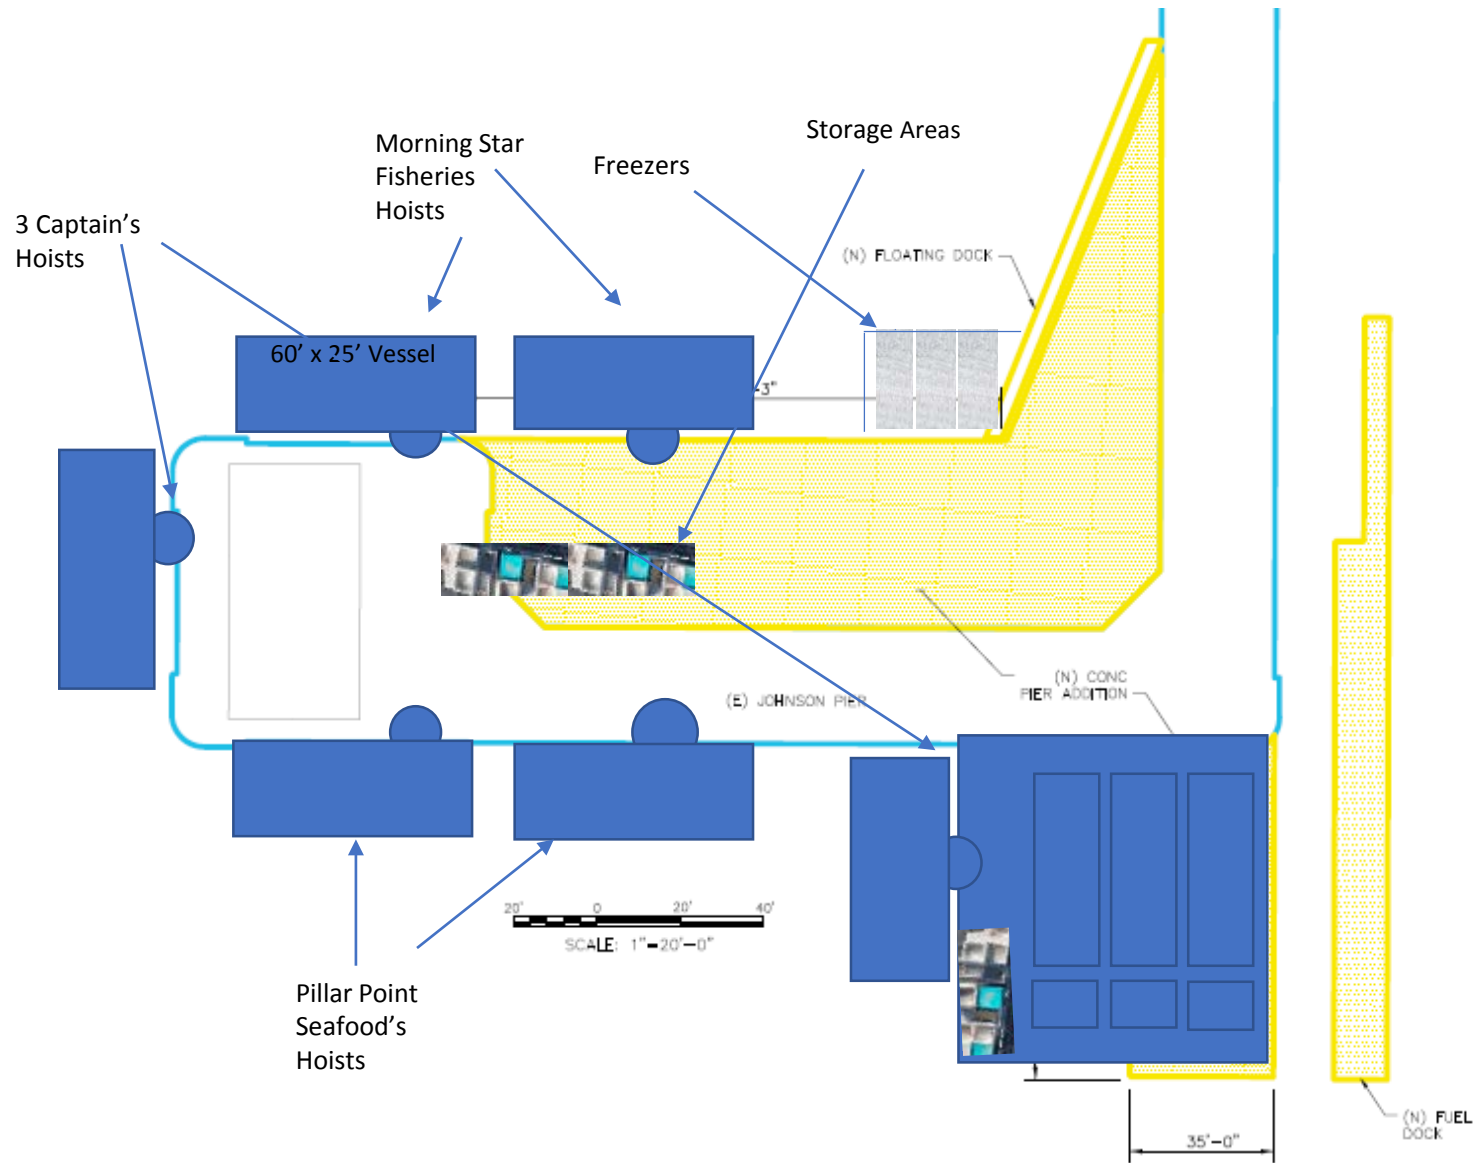 Storage Areas
Morning Star
Fisheries
Hoists
Freezers
3 Captain’s
Hoists
(N) FLOATING DOCK
60’ x 25’ Vessel
-3"
(N) CONC
PIER ADDITION
(E) JOHNSON PIER
20' 0 20' 40'
SCALE: 1"=20'-0"
Pillar Point
Seafood’s
Hoists
(N) FUEL
DOCK
35'-0"